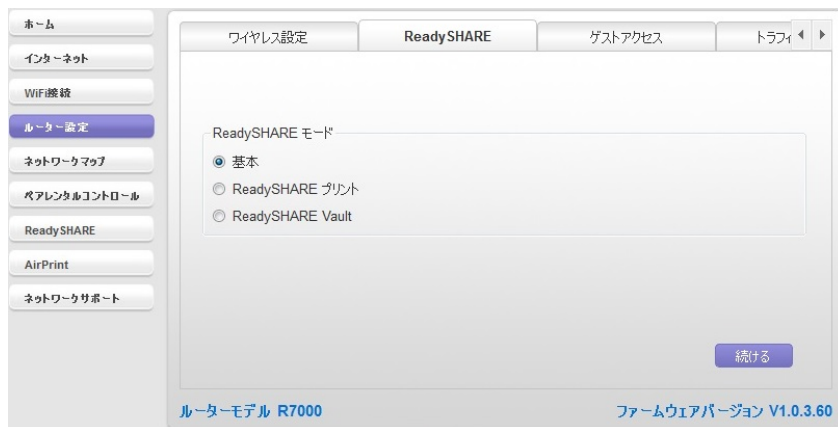 ホーム
インターネット
WiFi接続
ルーター設定
ネットワークマップ
ペアレンタルコントロール
ReadySHARE
AirPrint
ネットワークサポート
ワイヤレス設定
ReadySHARE
ゲストアクセス
トラフィ
ReadySHARE モード
基本
ReadySHARE プリント
ReadySHARE Vault
続ける
ルーターモデル R7000
ファームウェアバージョン V1.0.3.60